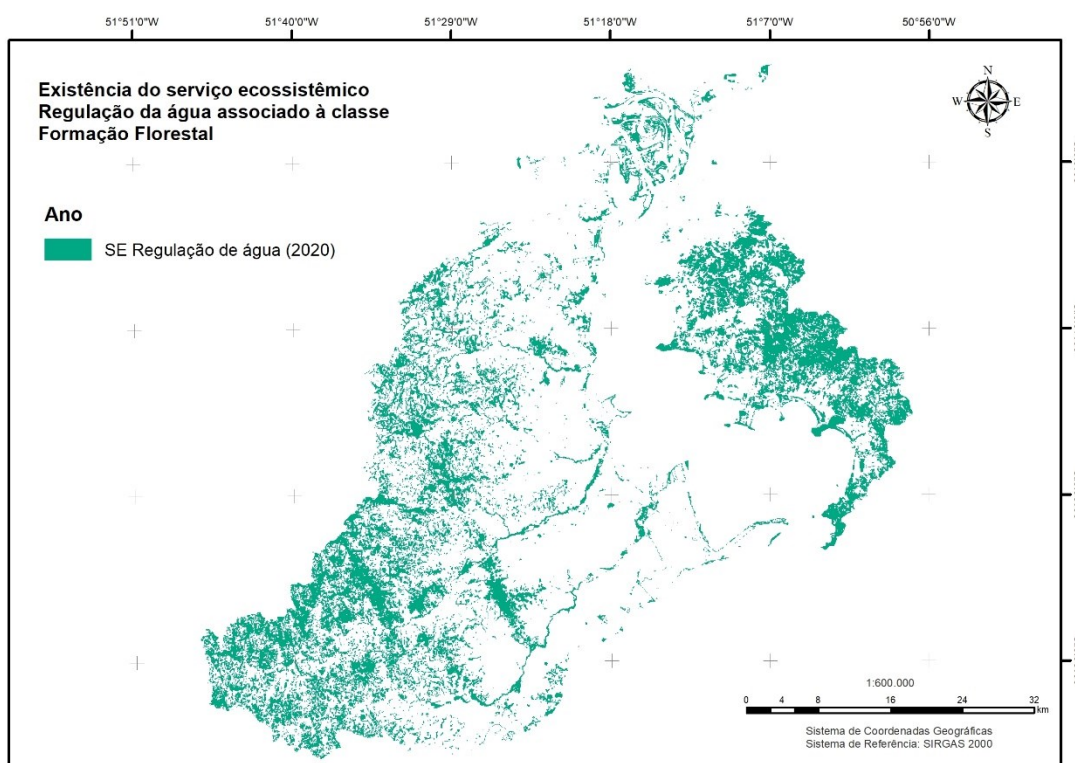 51°51'0"W 51°40'0"W 51°29'0"W 51°18'0"W 51°7'0"W 50°56'0"W
Existência do serviço ecossistêmico
Regulação da água associado à classe
Formação Florestal
N
W E
S
Ano
SE Regulação de água (2020)
1:600.000
0 4 8 16 24 32
km
Sistema de Coordenadas Geográficas
Sistema de Referência: SIRGAS 2000